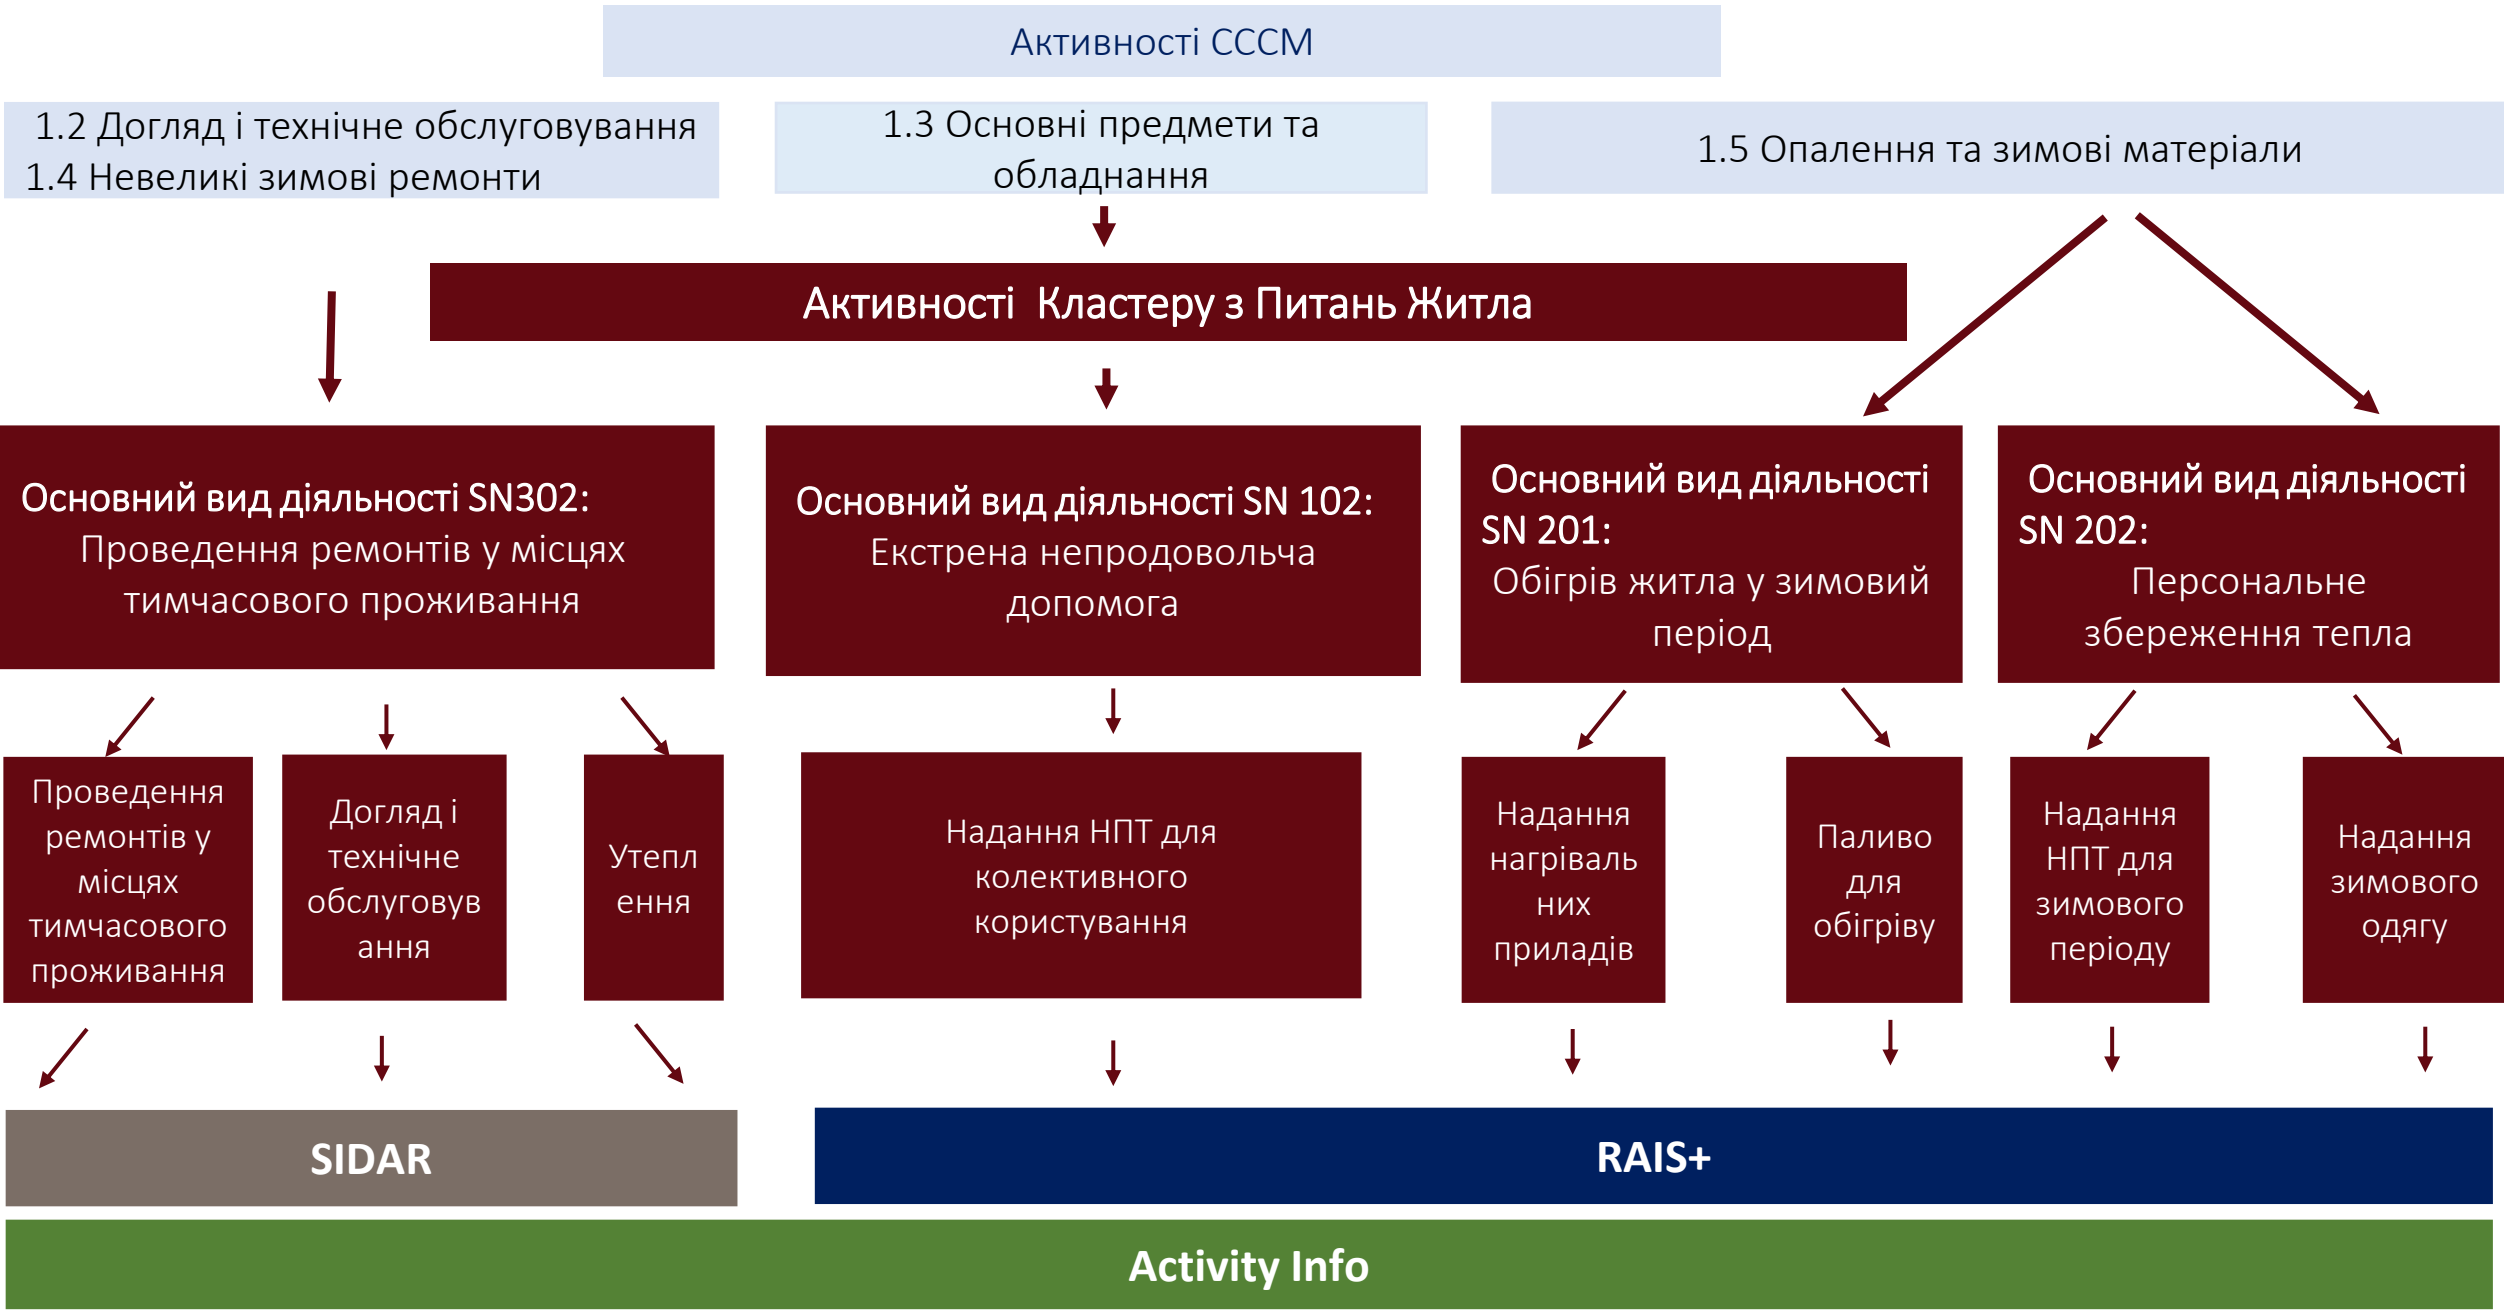 Активності СССМ
1.2 Догляд і технічне обслуговування
1.4 Невеликі зимові ремонти
1.3 Основні предмети та
обладнання
1.5 Опалення та зимові матеріали
Активності Кластеру з Питань Житла
Основний вид діяльності SN302:
Проведення ремонтів у місцях
тимчасового проживання
Основний вид діяльності SN 102:
Екстрена непродовольча
допомога
Основний вид діяльності
SN 201:
Обігрів житла у зимовий
період
Основний вид діяльності
SN 202:
Персональне
збереження тепла
Проведення
ремонтів у
місцях
тимчасового
проживання
Догляд і
технічне
обслуговув
ання
Утепл
ення
Надання НПТ для
колективного
користування
Надання
нагріваль
них
приладів
Паливо
для
обігріву
Надання
НПТ для
зимового
періоду
Надання
зимового
одягу
SIDAR
RAIS+
Activity Info